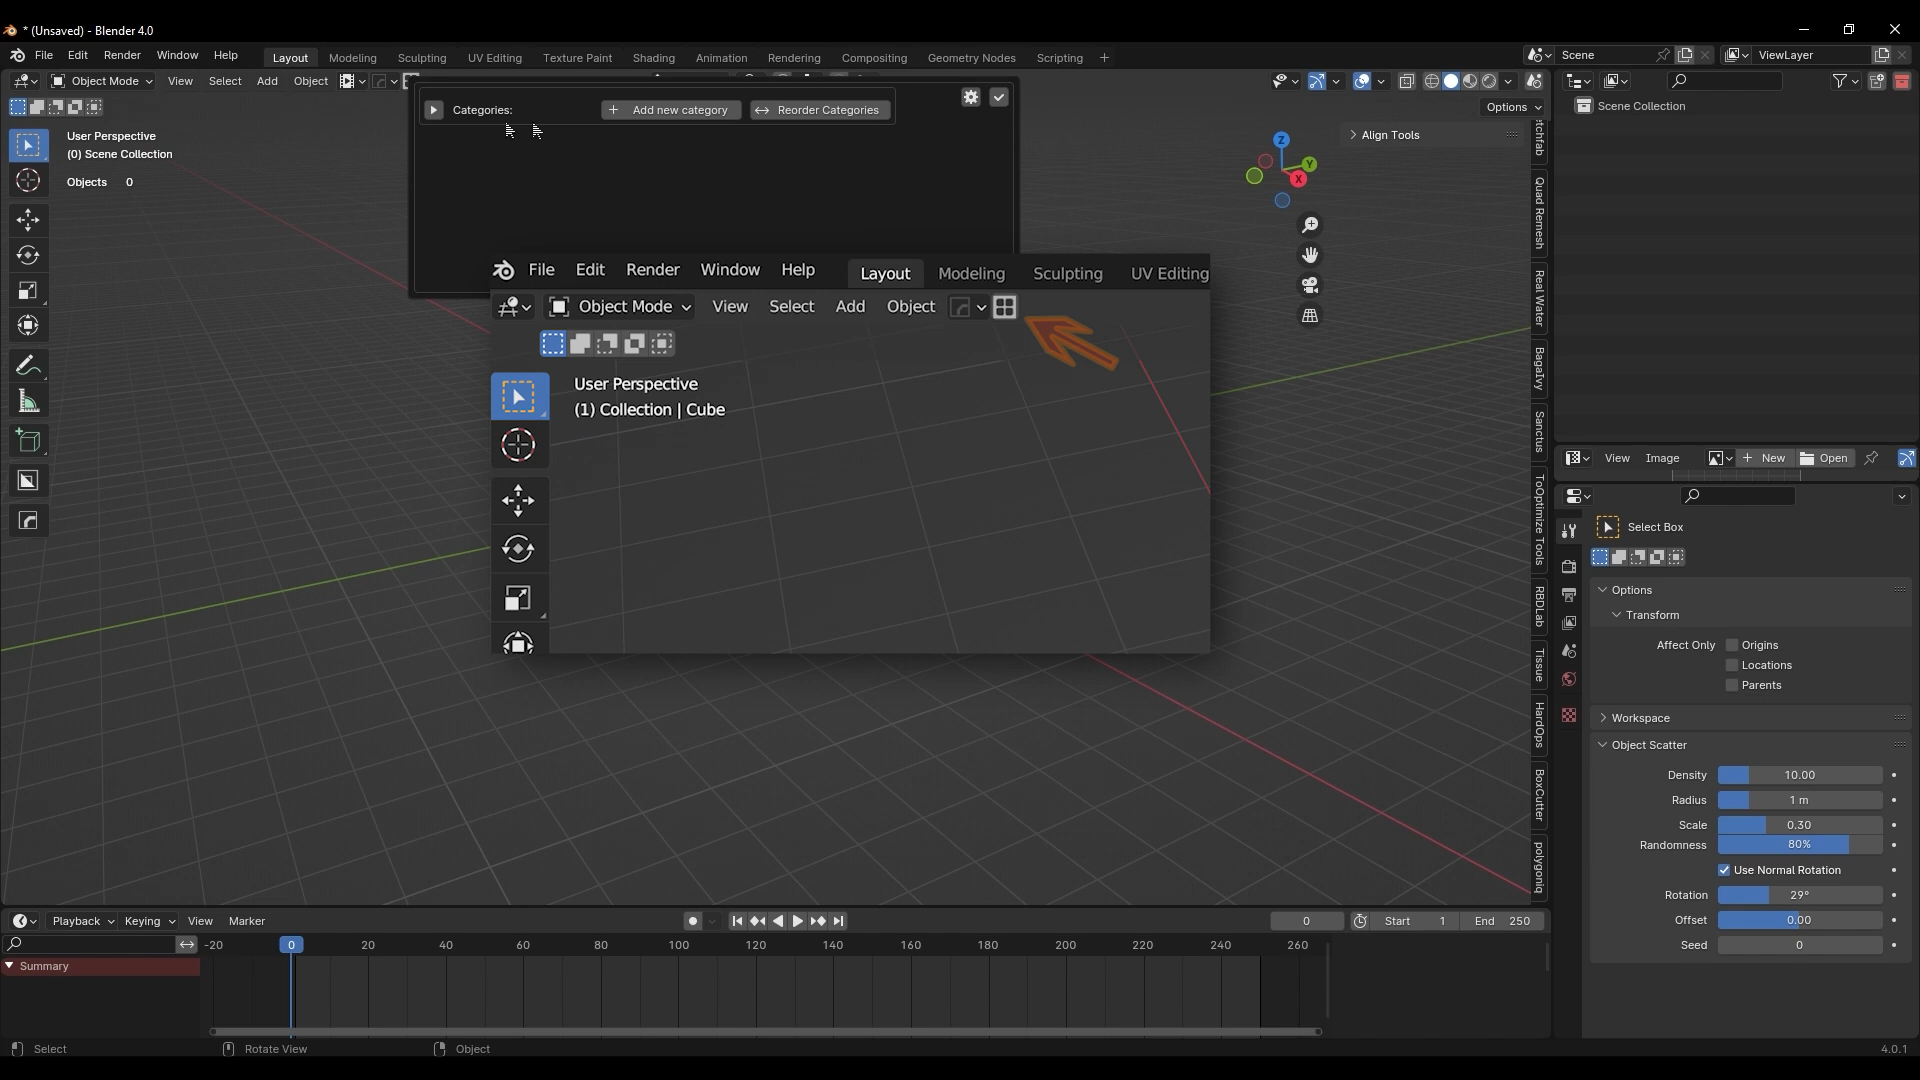 * (Unsaved) - Blender 4.0
File Edit Render Window Help
Layout Modeling Sculpting UV Editing Texture Paint Shading Animation Rendering Compositing Geometry Nodes Scripting +
Scene
ViewLayer
Object Mode View Select Add Object
Options
User Perspective
(0) Scene Collection
Objects 0
Categories: + Add new category Reorder Categories
Z
Y
X
Align Tools
Scene Collection
File Edit Render Window Help Layout Modeling Sculpting UV Editing
Object Mode View Select Add Object
User Perspective
(1) Collection | Cube
etchfab
Quad Remesh
Real Water
BagaIvy
Sanctus
ToOptimize Tools
RBDLab
Tissue
HardOps
BoxCutter
polygoniq
View Image + New Open
Select Box
Options
Transform
Affect Only Origins
Locations
Parents
Workspace
Object Scatter
Density 10.00
Radius 1 m
Scale 0.30
Randomness 80%
Use Normal Rotation
Rotation 29°
Offset 0.00
Seed 0
Playback Keying View Marker
0 Start 1 End 250
-20 0 20 40 60 80 100 120 140 160 180 200 220 240 260
Summary
Select Rotate View Object 4.0.1